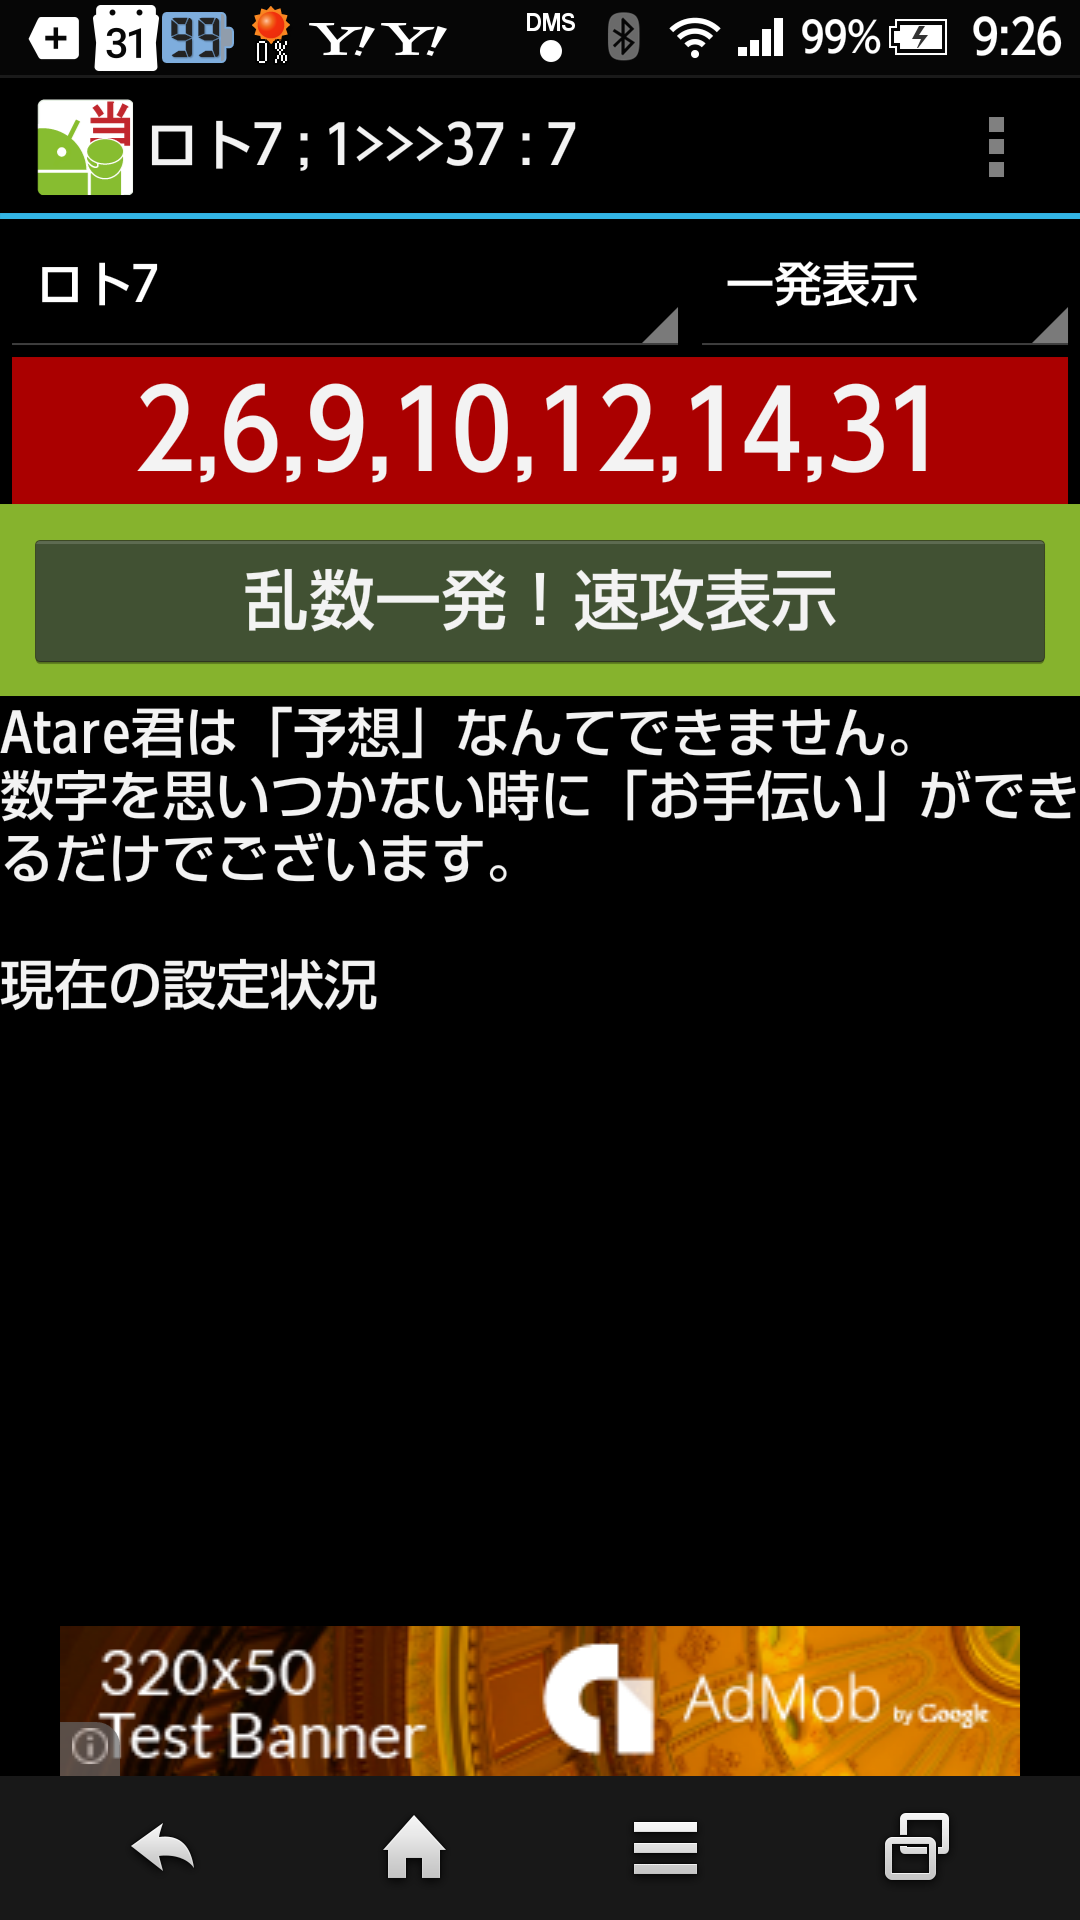 31 99 0% Y! Y! DMS 99% 9:26
当
ロト7 ; 1>>>37 : 7
ロト7 一発表示
2,6,9,10,12,14,31
乱数一発！速攻表示
Atare君は「予想」なんてできません。
数字を思いつかない時に「お手伝い」ができ
るだけでございます。
現在の設定状況
320x50
Test Banner
AdMob by Google